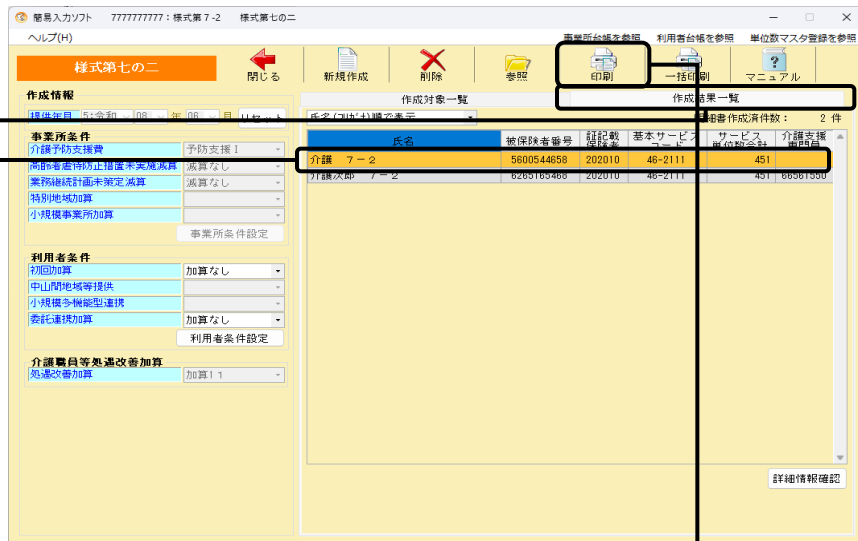 簡易入力ソフト 7777777777：様式第７-２ 様式第七の二
ヘルプ(H) 事業所台帳を参照 利用者台帳を参照 単位数マスタ登録を参照
様式第七の二 閉じる 新規作成 削除 参照 印刷 一括印刷 マニュアル
作成情報
作成対象一覧 作成結果一覧
提供年月 5:令和 08 年 06 月 リセット
氏名(フリガナ)順で表示 明細書作成済件数： 2 件
事業所条件
介護予防支援費 予防支援Ⅰ
高齢者虐待防止措置未実施減算 減算なし
業務継続計画未策定減算 減算なし
特別地域加算
小規模事業所加算
事業所条件設定
氏名 被保険者番号 証記載保険者 基本サービスコード サービス単位数合計 介護支援専門員
介護 ７－２ 5600544658 202010 46-2111 451
介護次郎 ７－２ 6265165468 202010 46-2111 451 66561550
利用者条件
初回加算 加算なし
中山間地域等提供
小規模多機能型連携
委託連携加算 加算なし
利用者条件設定
介護職員等処遇改善加算
処遇改善加算 加算1１
詳細情報確認